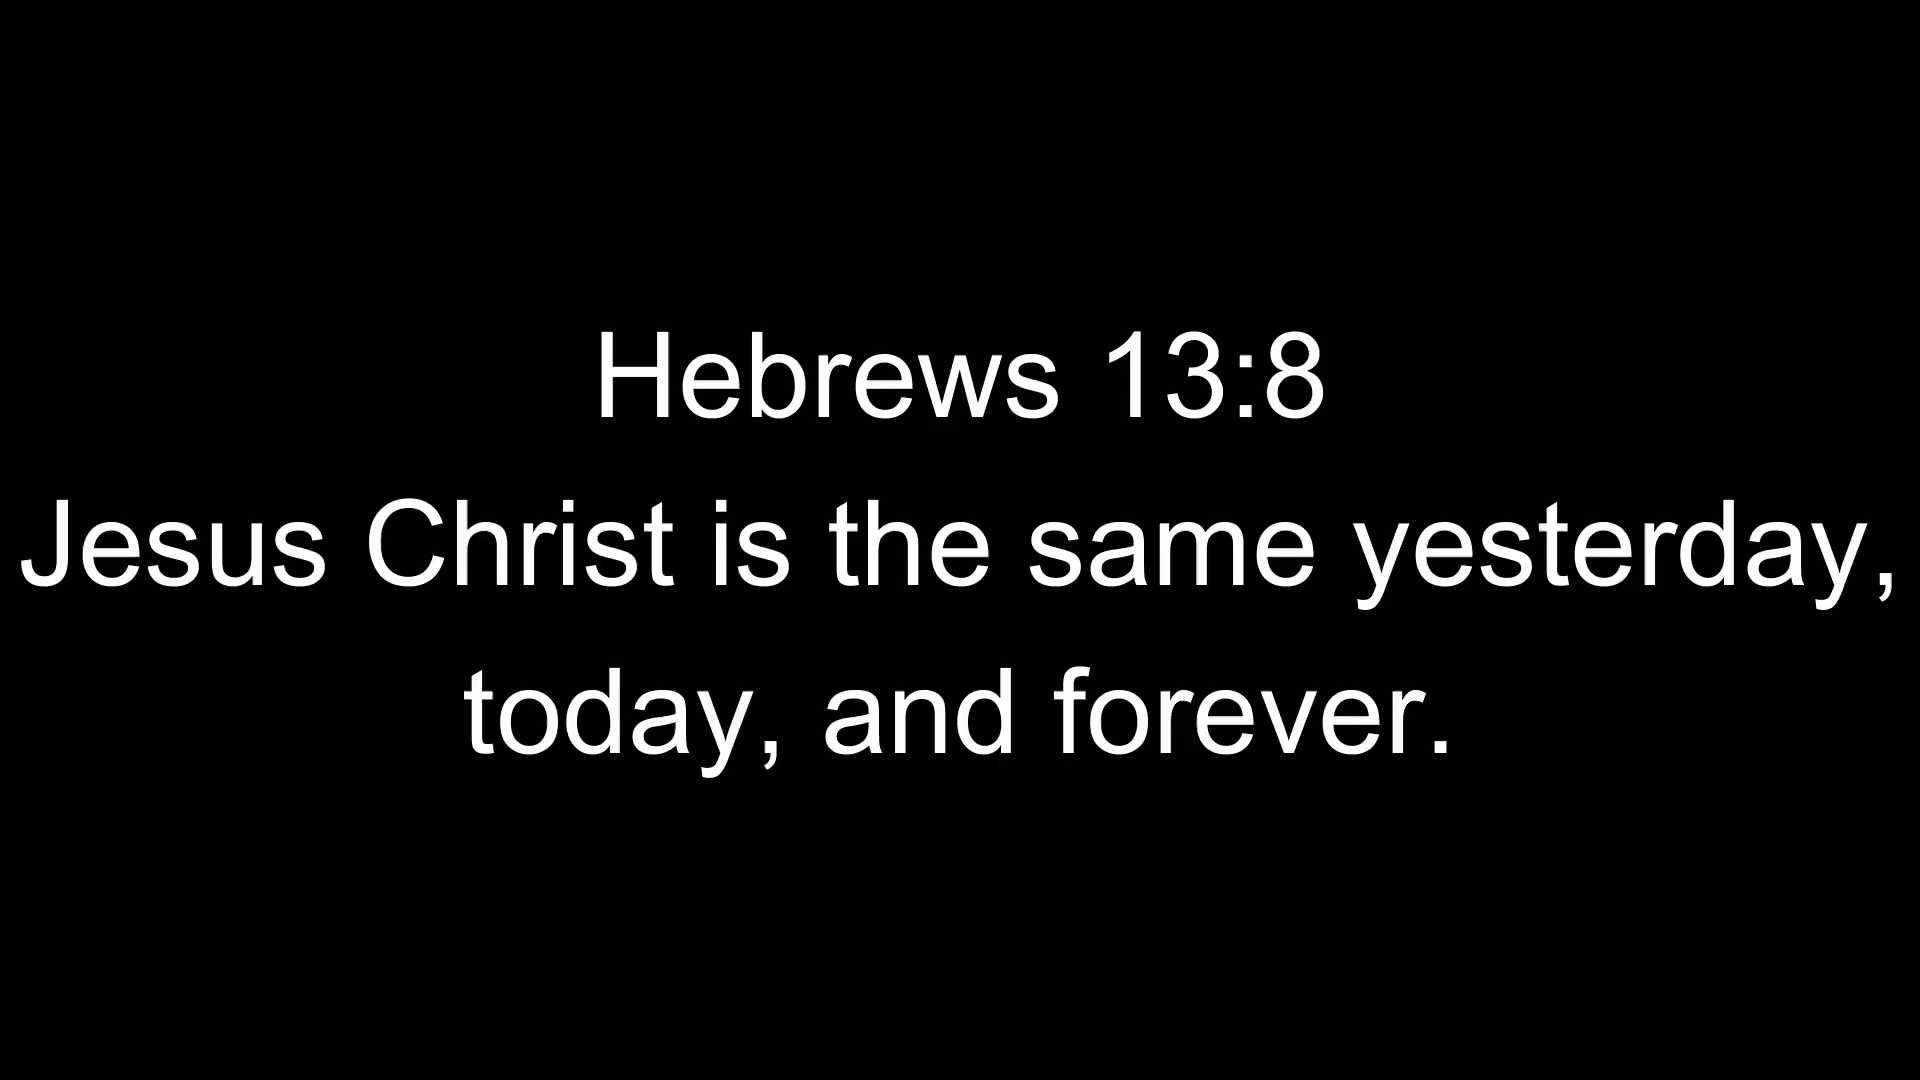 Hebrews 13:8
Jesus Christ is the same yesterday,
today, and forever.